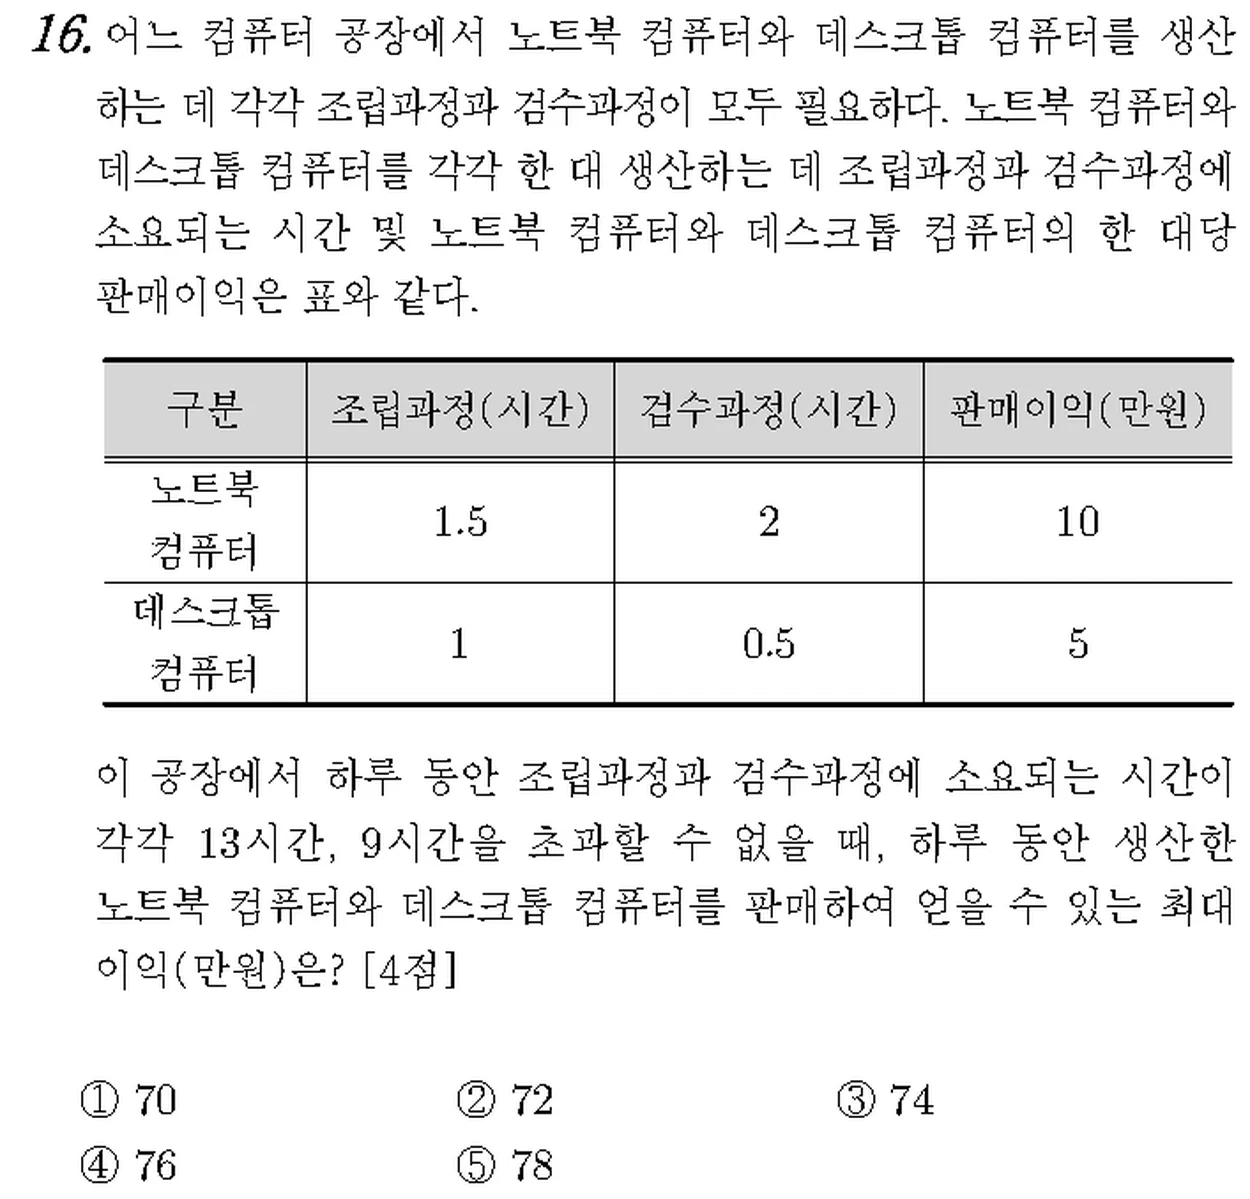 16. 어느 컴퓨터 공장에서 노트북 컴퓨터와 데스크톱 컴퓨터를 생산
하는 데 각각 조립과정과 검수과정이 모두 필요하다. 노트북 컴퓨터와
데스크톱 컴퓨터를 각각 한 대 생산하는 데 조립과정과 검수과정에
소요되는 시간 및 노트북 컴퓨터와 데스크톱 컴퓨터의 한 대당
판매이익은 표와 같다.
구분 조립과정(시간) 검수과정(시간) 판매이익(만원)
노트북
컴퓨터 1.5 2 10
데스크톱
컴퓨터 1 0.5 5
이 공장에서 하루 동안 조립과정과 검수과정에 소요되는 시간이
각각 13시간, 9시간을 초과할 수 없을 때, 하루 동안 생산한
노트북 컴퓨터와 데스크톱 컴퓨터를 판매하여 얻을 수 있는 최대
이익(만원)은? [4점]
① 70 ② 72 ③ 74
④ 76 ⑤ 78